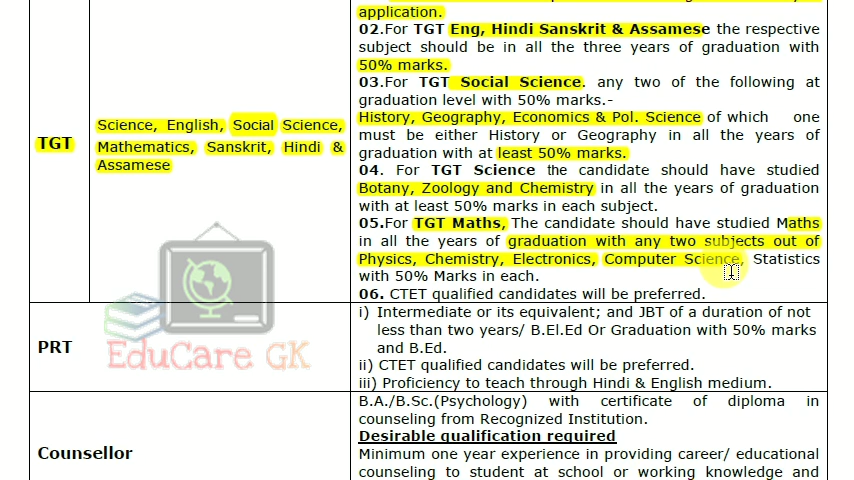 application.
02.For TGT Eng, Hindi Sanskrit & Assamese the respective
subject should be in all the three years of graduation with
50% marks.
03.For TGT Social Science. any two of the following at
graduation level with 50% marks.-
History, Geography, Economics & Pol. Science of which one
must be either History or Geography in all the years of
graduation with at least 50% marks.
04. For TGT Science the candidate should have studied
Botany, Zoology and Chemistry in all the years of graduation
with at least 50% marks in each subject.
05.For TGT Maths, The candidate should have studied Maths
in all the years of graduation with any two subjects out of
Physics, Chemistry, Electronics, Computer Science, Statistics
with 50% Marks in each.
06. CTET qualified candidates will be preferred.
TGT
Science, English, Social Science,
Mathematics, Sanskrit, Hindi &
Assamese
EduCare GK
PRT
i) Intermediate or its equivalent; and JBT of a duration of not
less than two years/ B.El.Ed Or Graduation with 50% marks
and B.Ed.
ii) CTET qualified candidates will be preferred.
iii) Proficiency to teach through Hindi & English medium.
Counsellor
B.A./B.Sc.(Psychology) with certificate of diploma in
counseling from Recognized Institution.
Desirable qualification required
Minimum one year experience in providing career/ educational
counseling to student at school or working knowledge and